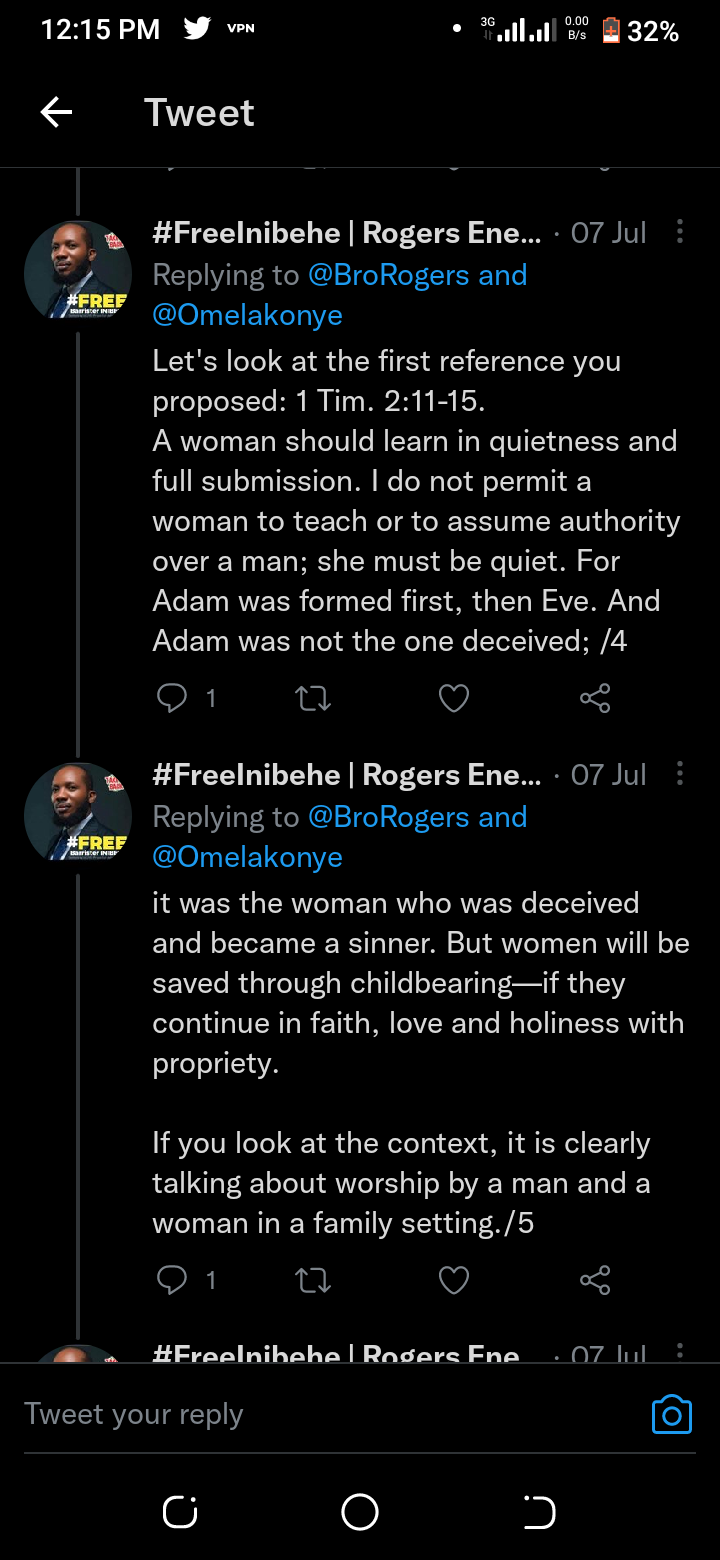 12:15 PM VPN 3G 0.00 B/s 32%
Tweet
#FreeInibehe | Rogers Ene... · 07 Jul
Replying to @BroRogers and
@Omelakonye
Let's look at the first reference you
proposed: 1 Tim. 2:11-15.
A woman should learn in quietness and
full submission. I do not permit a
woman to teach or to assume authority
over a man; she must be quiet. For
Adam was formed first, then Eve. And
Adam was not the one deceived; /4
1
#FREE
#FreeInibehe | Rogers Ene... · 07 Jul
Replying to @BroRogers and
@Omelakonye
it was the woman who was deceived
and became a sinner. But women will be
saved through childbearing—if they
continue in faith, love and holiness with
propriety.
If you look at the context, it is clearly
talking about worship by a man and a
woman in a family setting./5
1
#FREE
#FreeInibehe | Rogers Ene... · 07 Jul
Tweet your reply